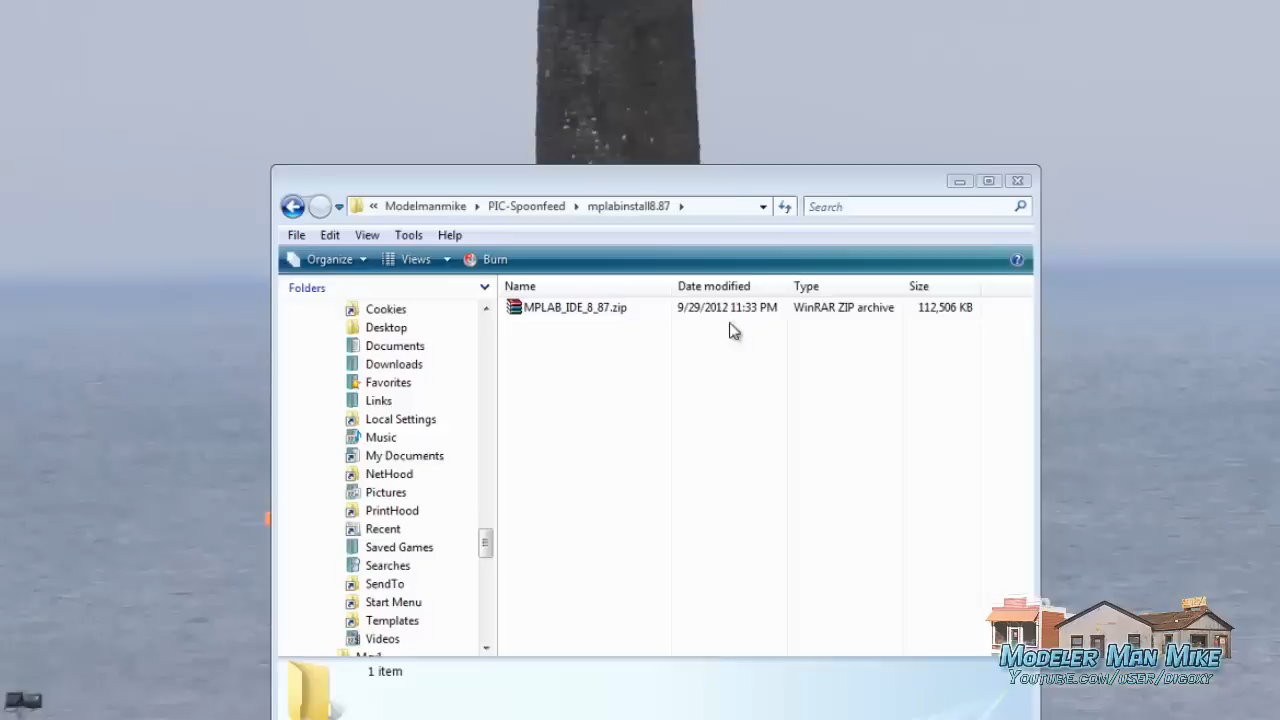 « Modelmanmike ▸ PIC-Spoonfeed ▸ mplabinstall8.87 ▸ Search
File Edit View Tools Help
Organize Views Burn
Folders Name Date modified Type Size
MPLAB_IDE_8_87.zip 9/29/2012 11:33 PM WinRAR ZIP archive 112,506 KB
Cookies
Desktop
Documents
Downloads
Favorites
Links
Local Settings
Music
My Documents
NetHood
Pictures
PrintHood
Recent
Saved Games
Searches
SendTo
Start Menu
Templates
Videos
1 item
Modeler Man Mike
Youtube.com/user/digoxy